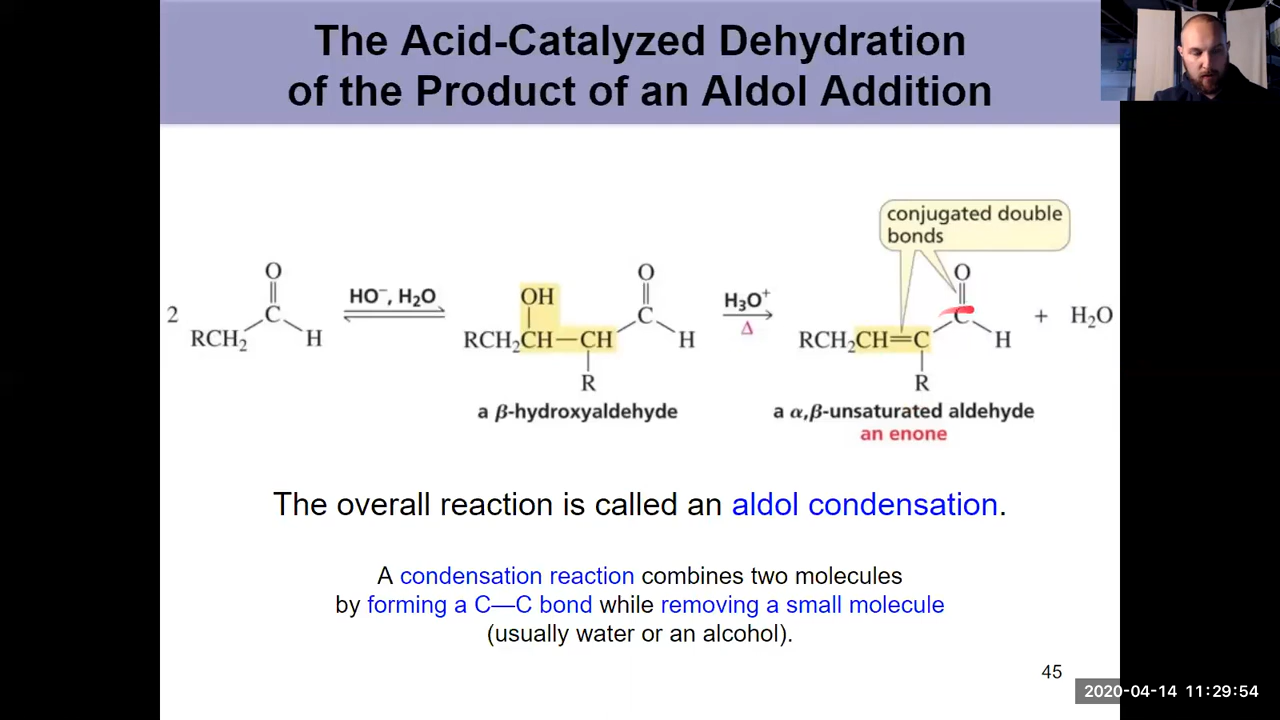 The Acid-Catalyzed Dehydration
of the Product of an Aldol Addition
conjugated double
bonds
2 RCH₂ O C H
HO⁻, H₂O
OH
RCH₂CH—CH
R
O
C
H
H₃O⁺
Δ
RCH₂CH=C
R
O
C
H
+ H₂O
a β-hydroxyaldehyde
a α,β-unsaturated aldehyde
an enone
The overall reaction is called an aldol condensation.
A condensation reaction combines two molecules
by forming a C—C bond while removing a small molecule
(usually water or an alcohol).
45
2020-04-14 11:29:54